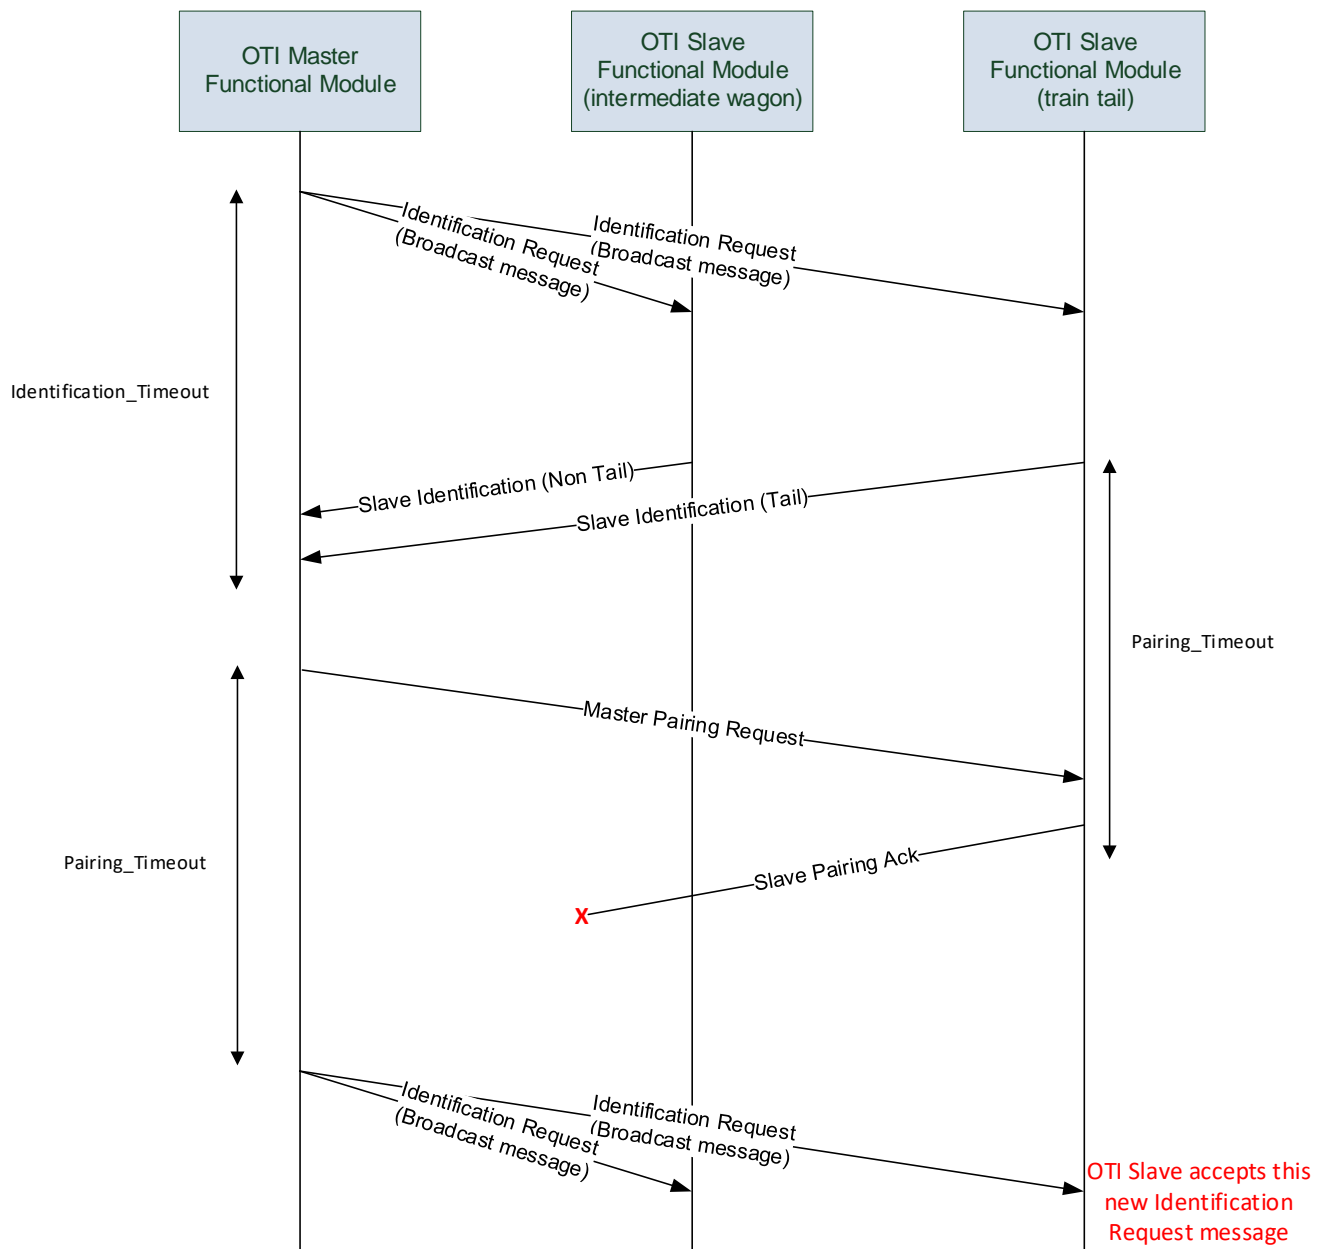 OTI Master
Functional Module
OTI Slave
Functional Module
(intermediate wagon)
OTI Slave
Functional Module
(train tail)
Identification Request
(Broadcast message)
Identification Request
(Broadcast message)
Identification_Timeout
Slave Identification (Non Tail)
Slave Identification (Tail)
Pairing_Timeout
Master Pairing Request
Pairing_Timeout
Slave Pairing Ack
X
Identification Request
(Broadcast message)
Identification Request
(Broadcast message)
OTI Slave accepts this
new Identification
Request message